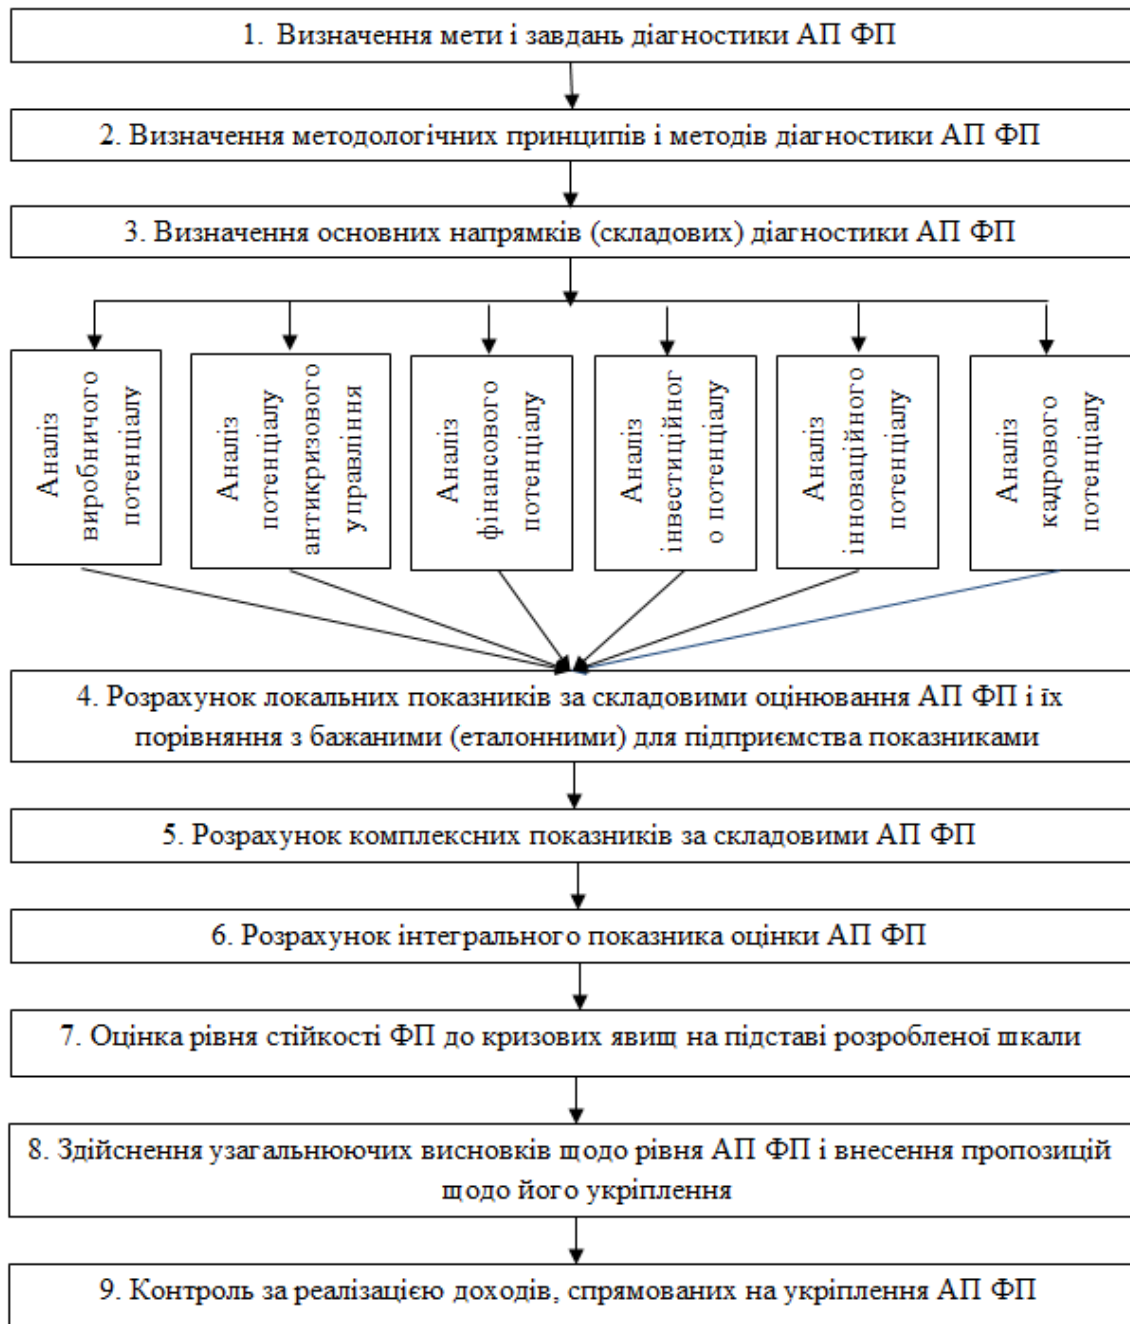 1. Визначення мети і завдань діагностики АП ФП
2. Визначення методологічних принципів і методів діагностики АП ФП
3. Визначення основних напрямків (складових) діагностики АП ФП
Аналіз
виробничого
потенціалу
Аналіз
потенціалу
антикризового
управління
Аналіз
фінансового
потенціалу
Аналіз
інвестиційног
о потенціалу
Аналіз
інноваційного
потенціалу
Аналіз
кадрового
потенціалу
4. Розрахунок локальних показників за складовими оцінювання АП ФП і їх
порівняння з бажаними (еталонними) для підприємства показниками
5. Розрахунок комплексних показників за складовими АП ФП
6. Розрахунок інтегрального показника оцінки АП ФП
7. Оцінка рівня стійкості ФП до кризових явищ на підставі розробленої шкали
8. Здійснення узагальнюючих висновків щодо рівня АП ФП і внесення пропозицій
щодо його укріплення
9. Контроль за реалізацією доходів, спрямованих на укріплення АП ФП